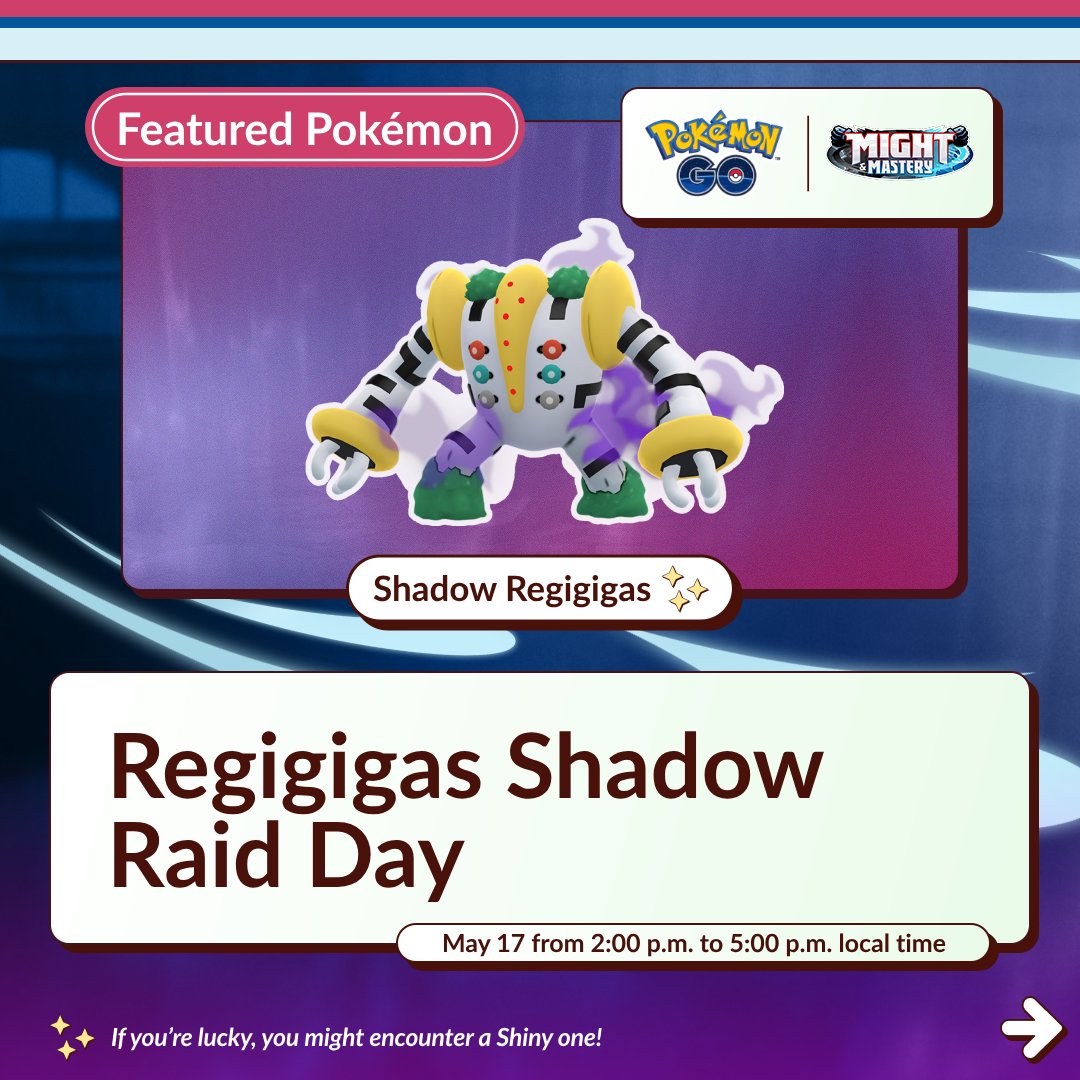 Featured Pokémon
POKÉMON
GO
MIGHT
& MASTERY
Shadow Regigigas
Regigigas Shadow
Raid Day
May 17 from 2:00 p.m. to 5:00 p.m. local time
If you’re lucky, you might encounter a Shiny one!